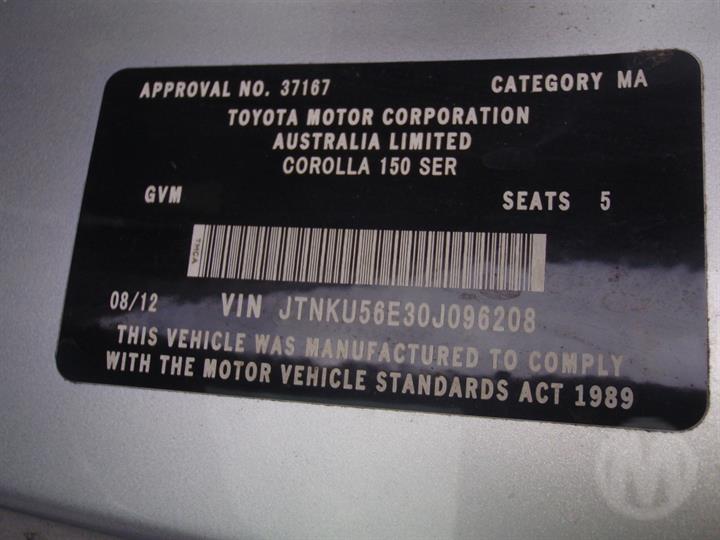 APPROVAL NO. 37167 CATEGORY MA
TOYOTA MOTOR CORPORATION
AUSTRALIA LIMITED
COROLLA 150 SER
GVM SEATS 5
TMCA
08/12 VIN JTNKU56E30J096208
THIS VEHICLE WAS MANUFACTURED TO COMPLY
WITH THE MOTOR VEHICLE STANDARDS ACT 1989
M